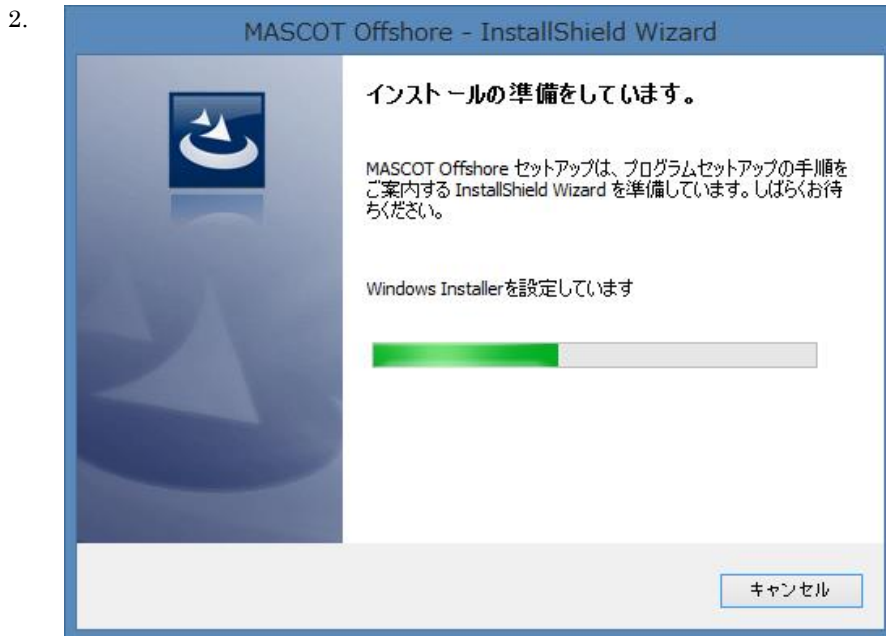 2.
MASCOT Offshore - InstallShield Wizard
インストールの準備をしています。
MASCOT Offshore セットアップは、プログラムセットアップの手順を
ご案内する InstallShield Wizard を準備しています。しばらくお待
ちください。
Windows Installerを設定しています
キャンセル